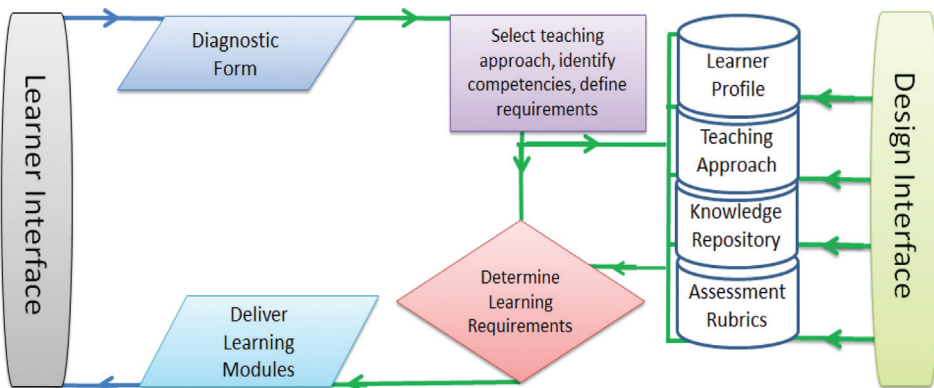 Learner Interface
Diagnostic
Form
Select teaching
approach, identify
competencies, define
requirements
Learner
Profile
Teaching
Approach
Knowledge
Repository
Assessment
Rubrics
Design Interface
Determine
Learning
Requirements
Deliver
Learning
Modules